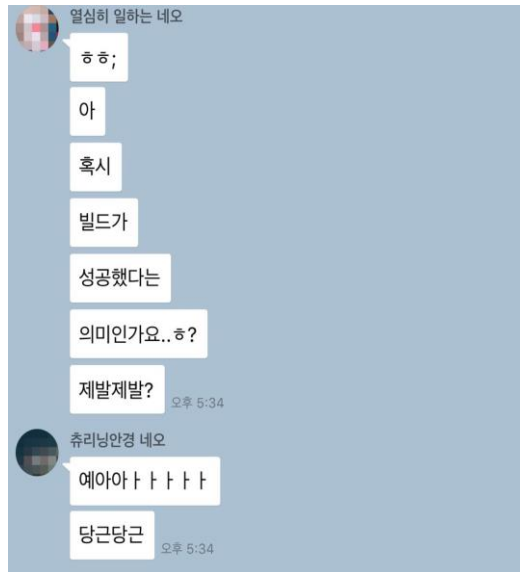 열심히 일하는 네오
ㅎㅎ;
아
혹시
빌드가
성공했다는
의미인가요..ㅎ?
제발제발?
오후 5:34
츄리닝안경 네오
예아아ㅏㅏㅏㅏㅏ
당근당근
오후 5:34